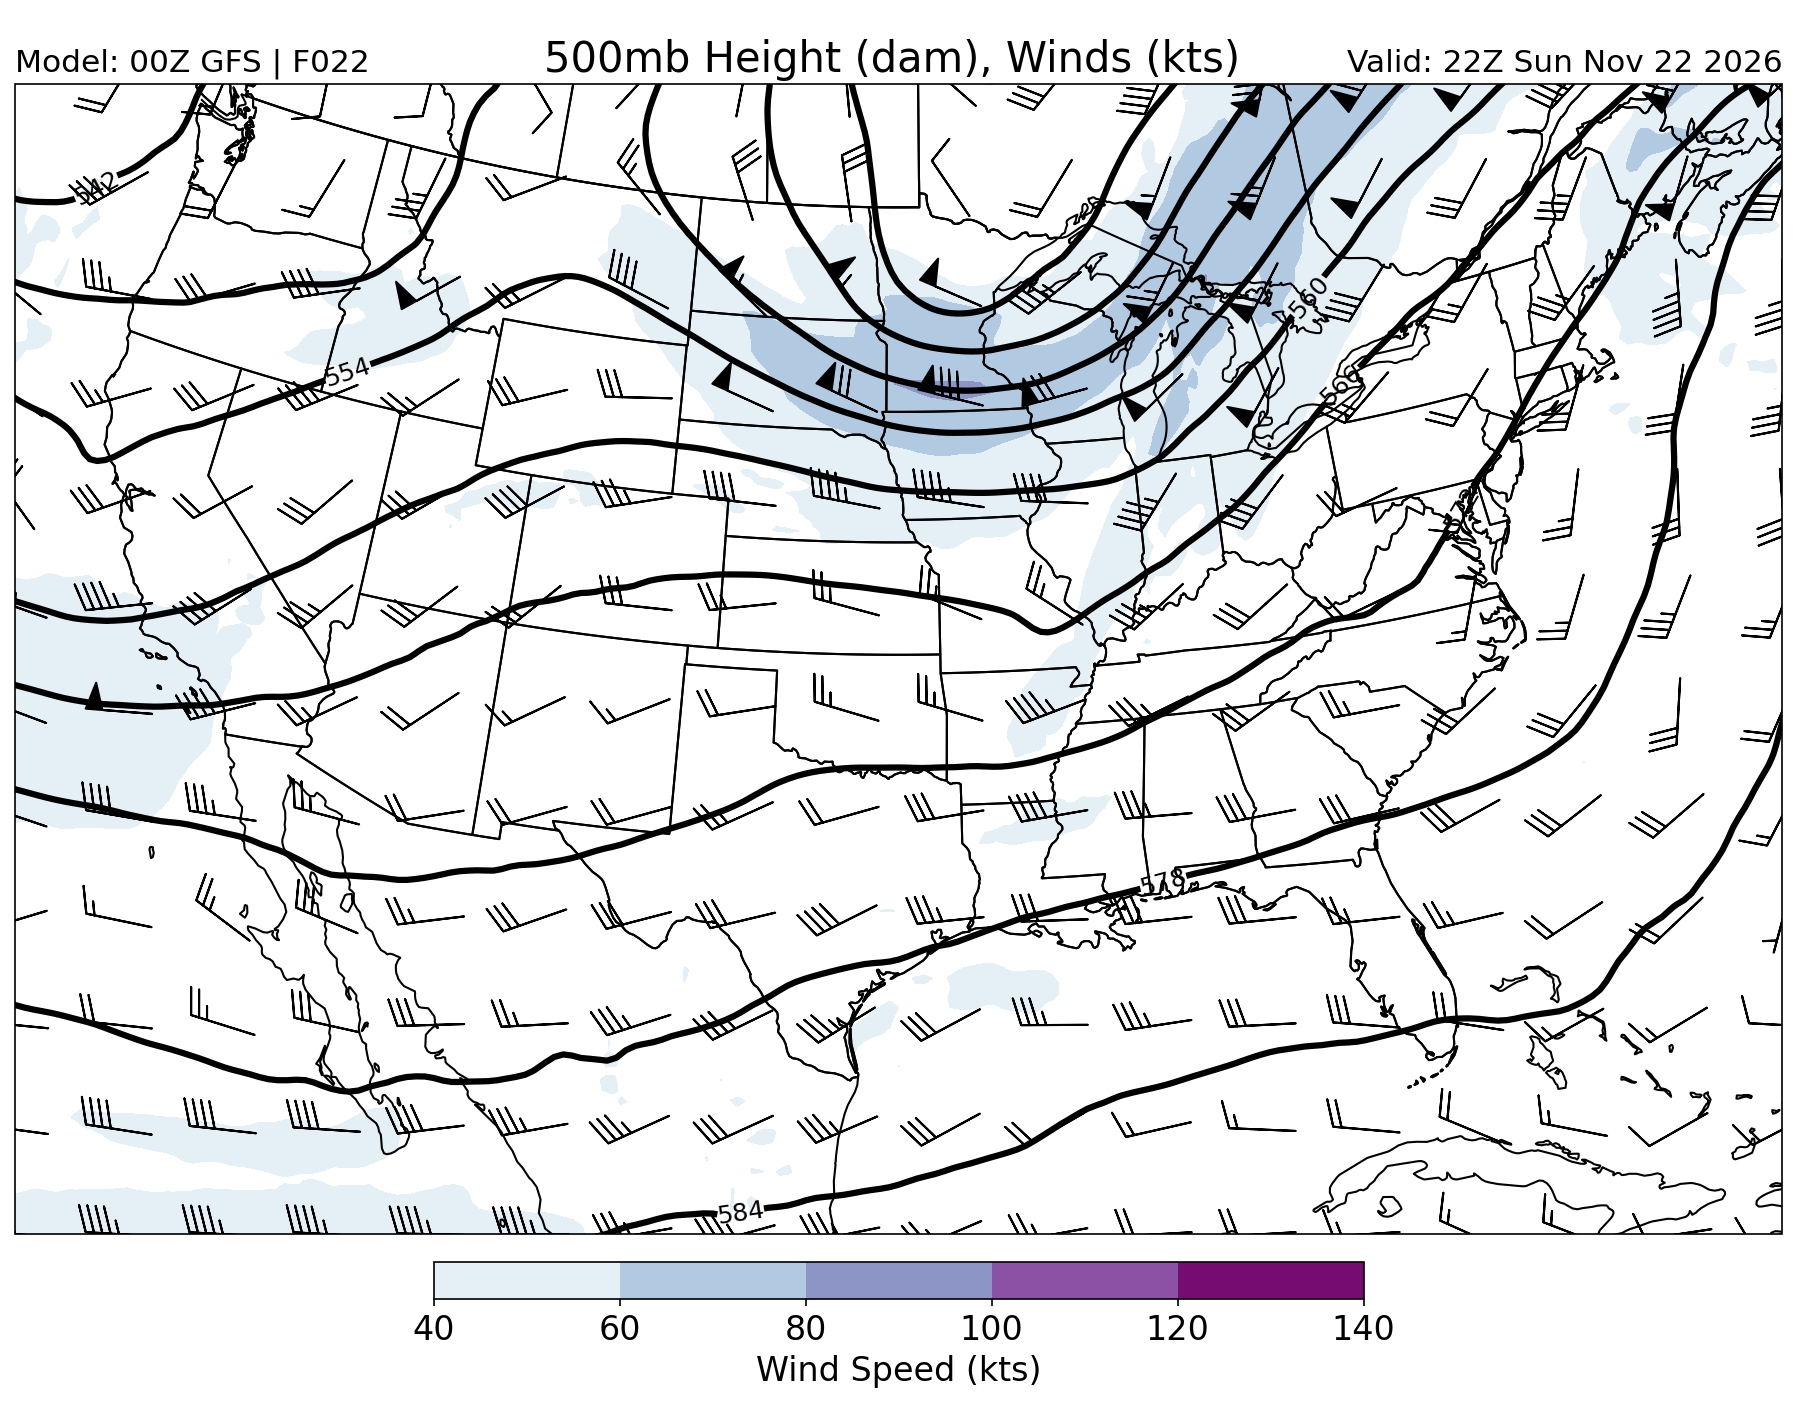 Model: 00Z GFS | F022
500mb Height (dam), Winds (kts)
Valid: 22Z Sun Nov 22 2026
542
554
560
566
578
584
40 60 80 100 120 140
Wind Speed (kts)